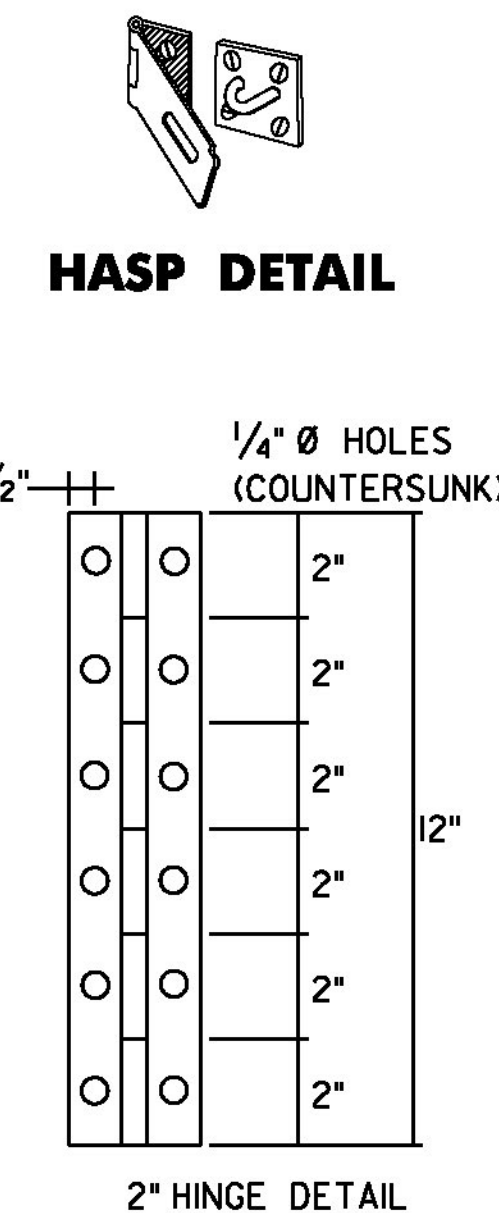 HASP DETAIL
1/4" Ø HOLES
(COUNTERSUNK)
2"
2"
2"
2"
12"
2"
2"
2" HINGE DETAIL